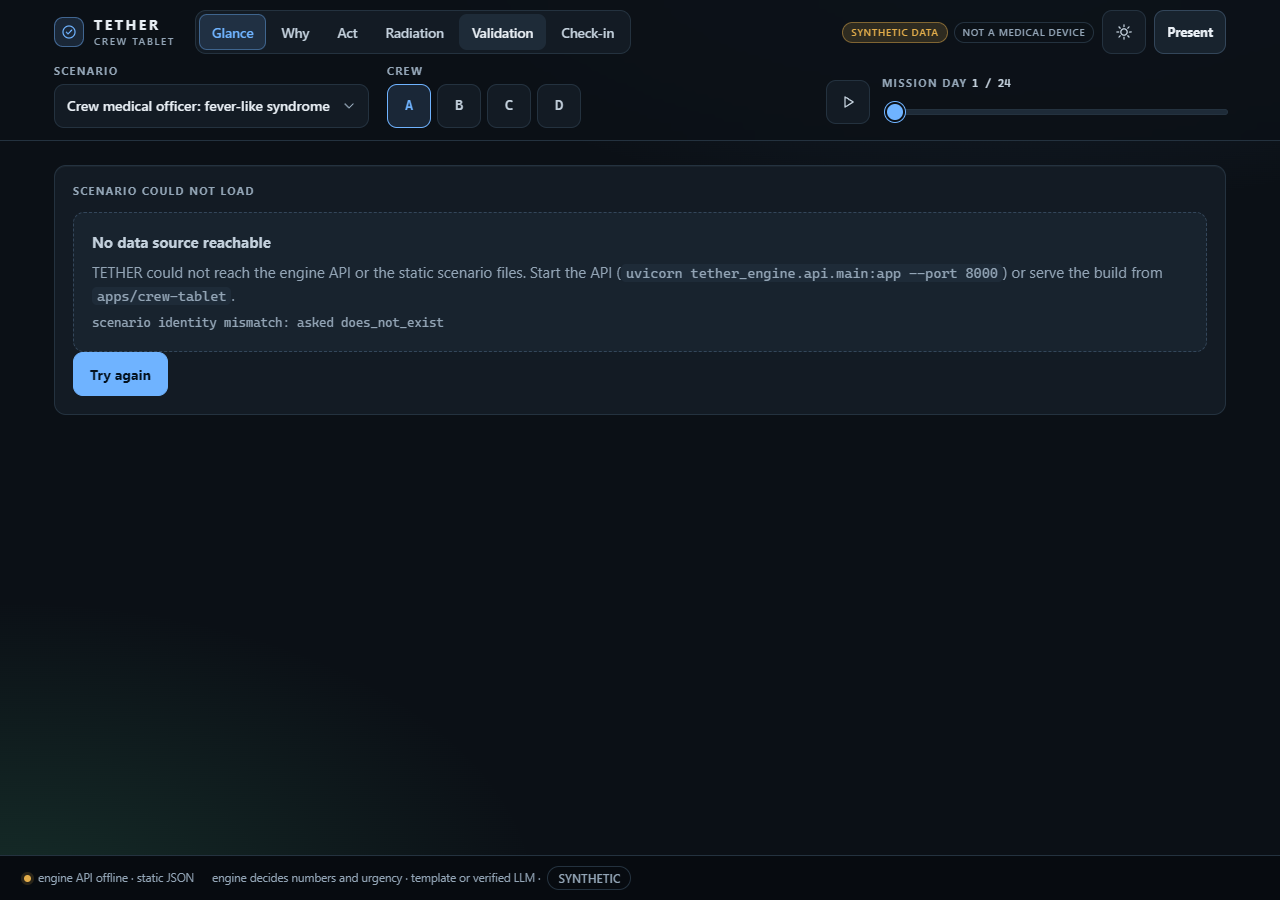 TETHER
CREW TABLET
Glance
Why
Act
Radiation
Validation
Check-in
SYNTHETIC DATA
NOT A MEDICAL DEVICE
Present
SCENARIO
Crew medical officer: fever-like syndrome
CREW
A
B
C
D
MISSION DAY 1 / 24
SCENARIO COULD NOT LOAD
No data source reachable
TETHER could not reach the engine API or the static scenario files. Start the API ( uvicorn tether_engine.api.main:app --port 8000 ) or serve the build from
apps/crew-tablet .
scenario identity mismatch: asked does_not_exist
Try again
engine API offline · static JSON
engine decides numbers and urgency · template or verified LLM ·
SYNTHETIC